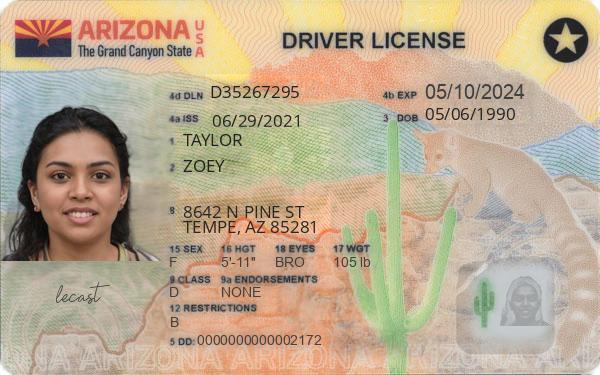 ARIZONA USA
The Grand Canyon State
DRIVER LICENSE
4d DLN D35267295
4b EXP 05/10/2024
4a ISS 06/29/2021
3 DOB 05/06/1990
1 TAYLOR
2 ZOEY
8 8642 N PINE ST
TEMPE, AZ 85281
15 SEX 16 HGT 18 EYES 17 WGT
F 5'-11" BRO 105 lb
9 CLASS 9a ENDORSEMENTS
D NONE
12 RESTRICTIONS
B
5 DD: 0000000000002172
lecast
ARIZONA ARIZONA ARIZONA ARIZONA